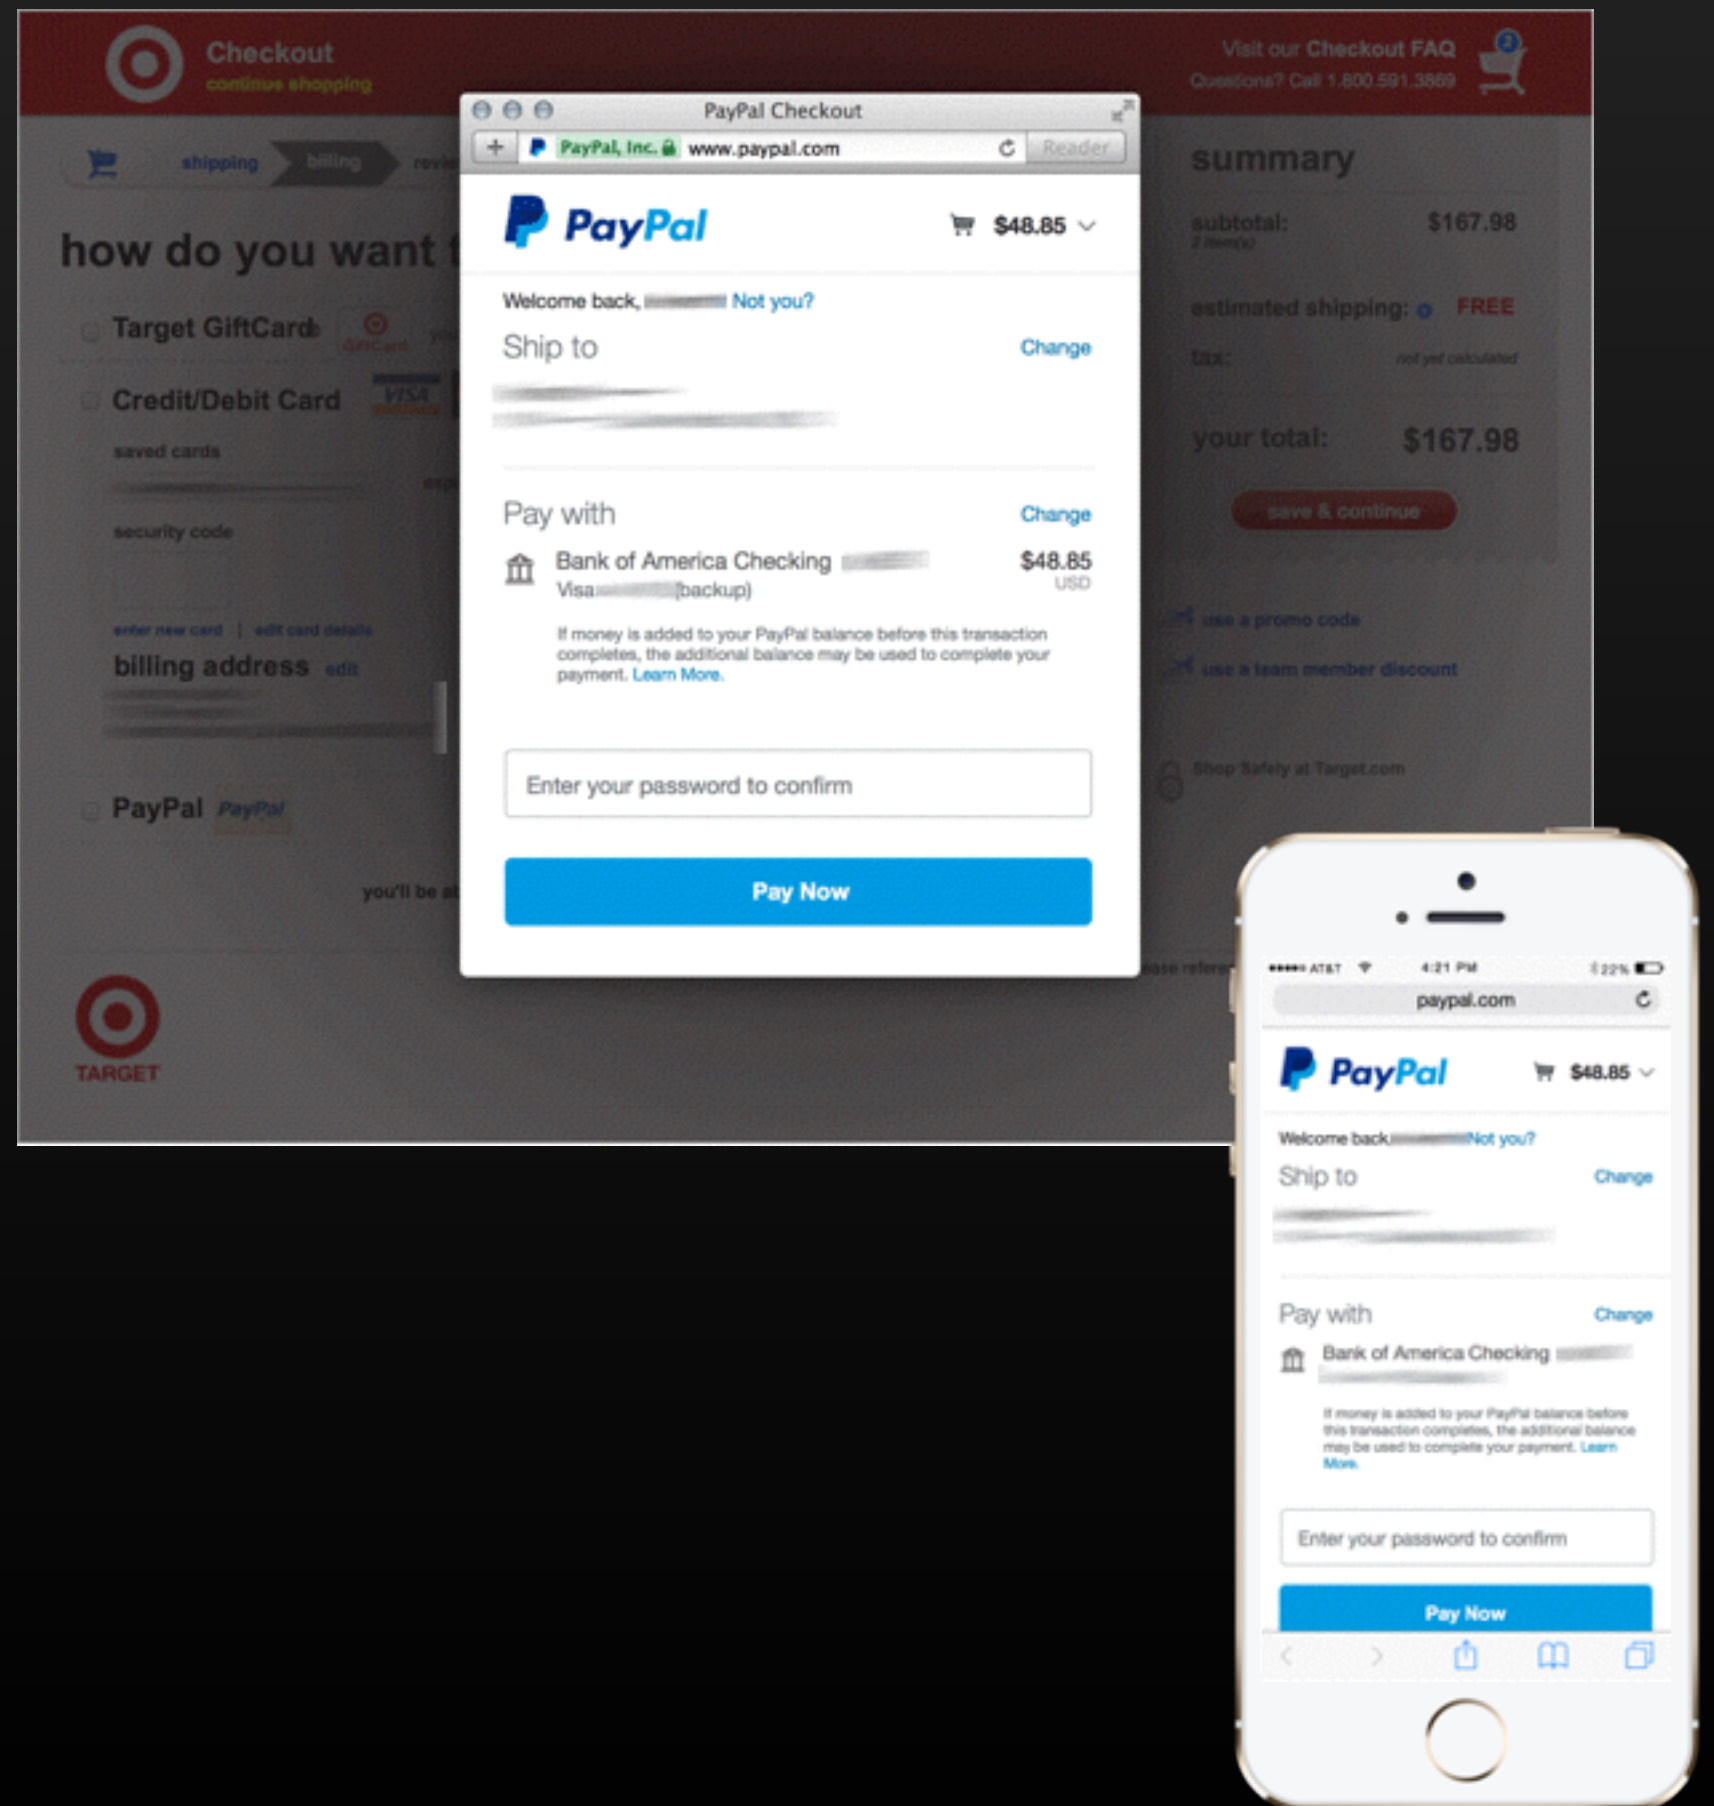 Checkout
continue shopping
Visit our Checkout FAQ
Questions? Call 1.800.591.3869
2
shipping
billing
how do you want
Target GiftCard
GiftCard
Credit/Debit Card
VISA
saved cards
security code
enter new card | edit card details
billing address edit
PayPal PayPal
you'll be
TARGET
PayPal Checkout
PayPal, Inc. www.paypal.com
Reader
PayPal
$48.85
Welcome back, Not you?
Ship to
Change
Pay with
Change
Bank of America Checking
$48.85
Visa (backup)
USD
If money is added to your PayPal balance before this transaction
completes, the additional balance may be used to complete your
payment. Learn More.
Enter your password to confirm
Pay Now
summary
subtotal: $167.98
2 item(s)
estimated shipping: FREE
tax: not yet calculated
your total: $167.98
save & continue
use a promo code
use a team member discount
Shop Safely at Target.com
AT&T 4:21 PM 22%
paypal.com
PayPal
$48.85
Welcome back, Not you?
Ship to
Change
Pay with
Change
Bank of America Checking
If money is added to your PayPal balance before
this transaction completes, the additional balance
may be used to complete your payment. Learn
More.
Enter your password to confirm
Pay Now